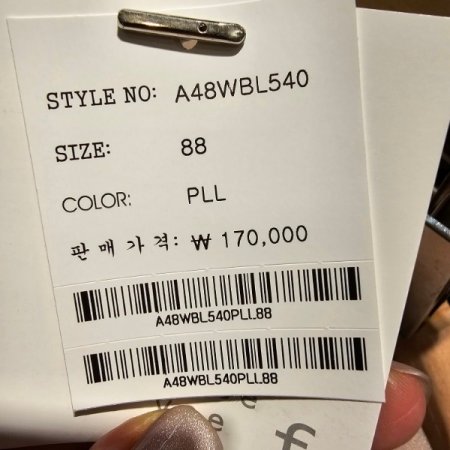 STYLE NO: A48WBL540
SIZE: 88
COLOR: PLL
판 매 가 격: ₩ 170,000
A48WBL540PLL88
A48WBL540PLL88